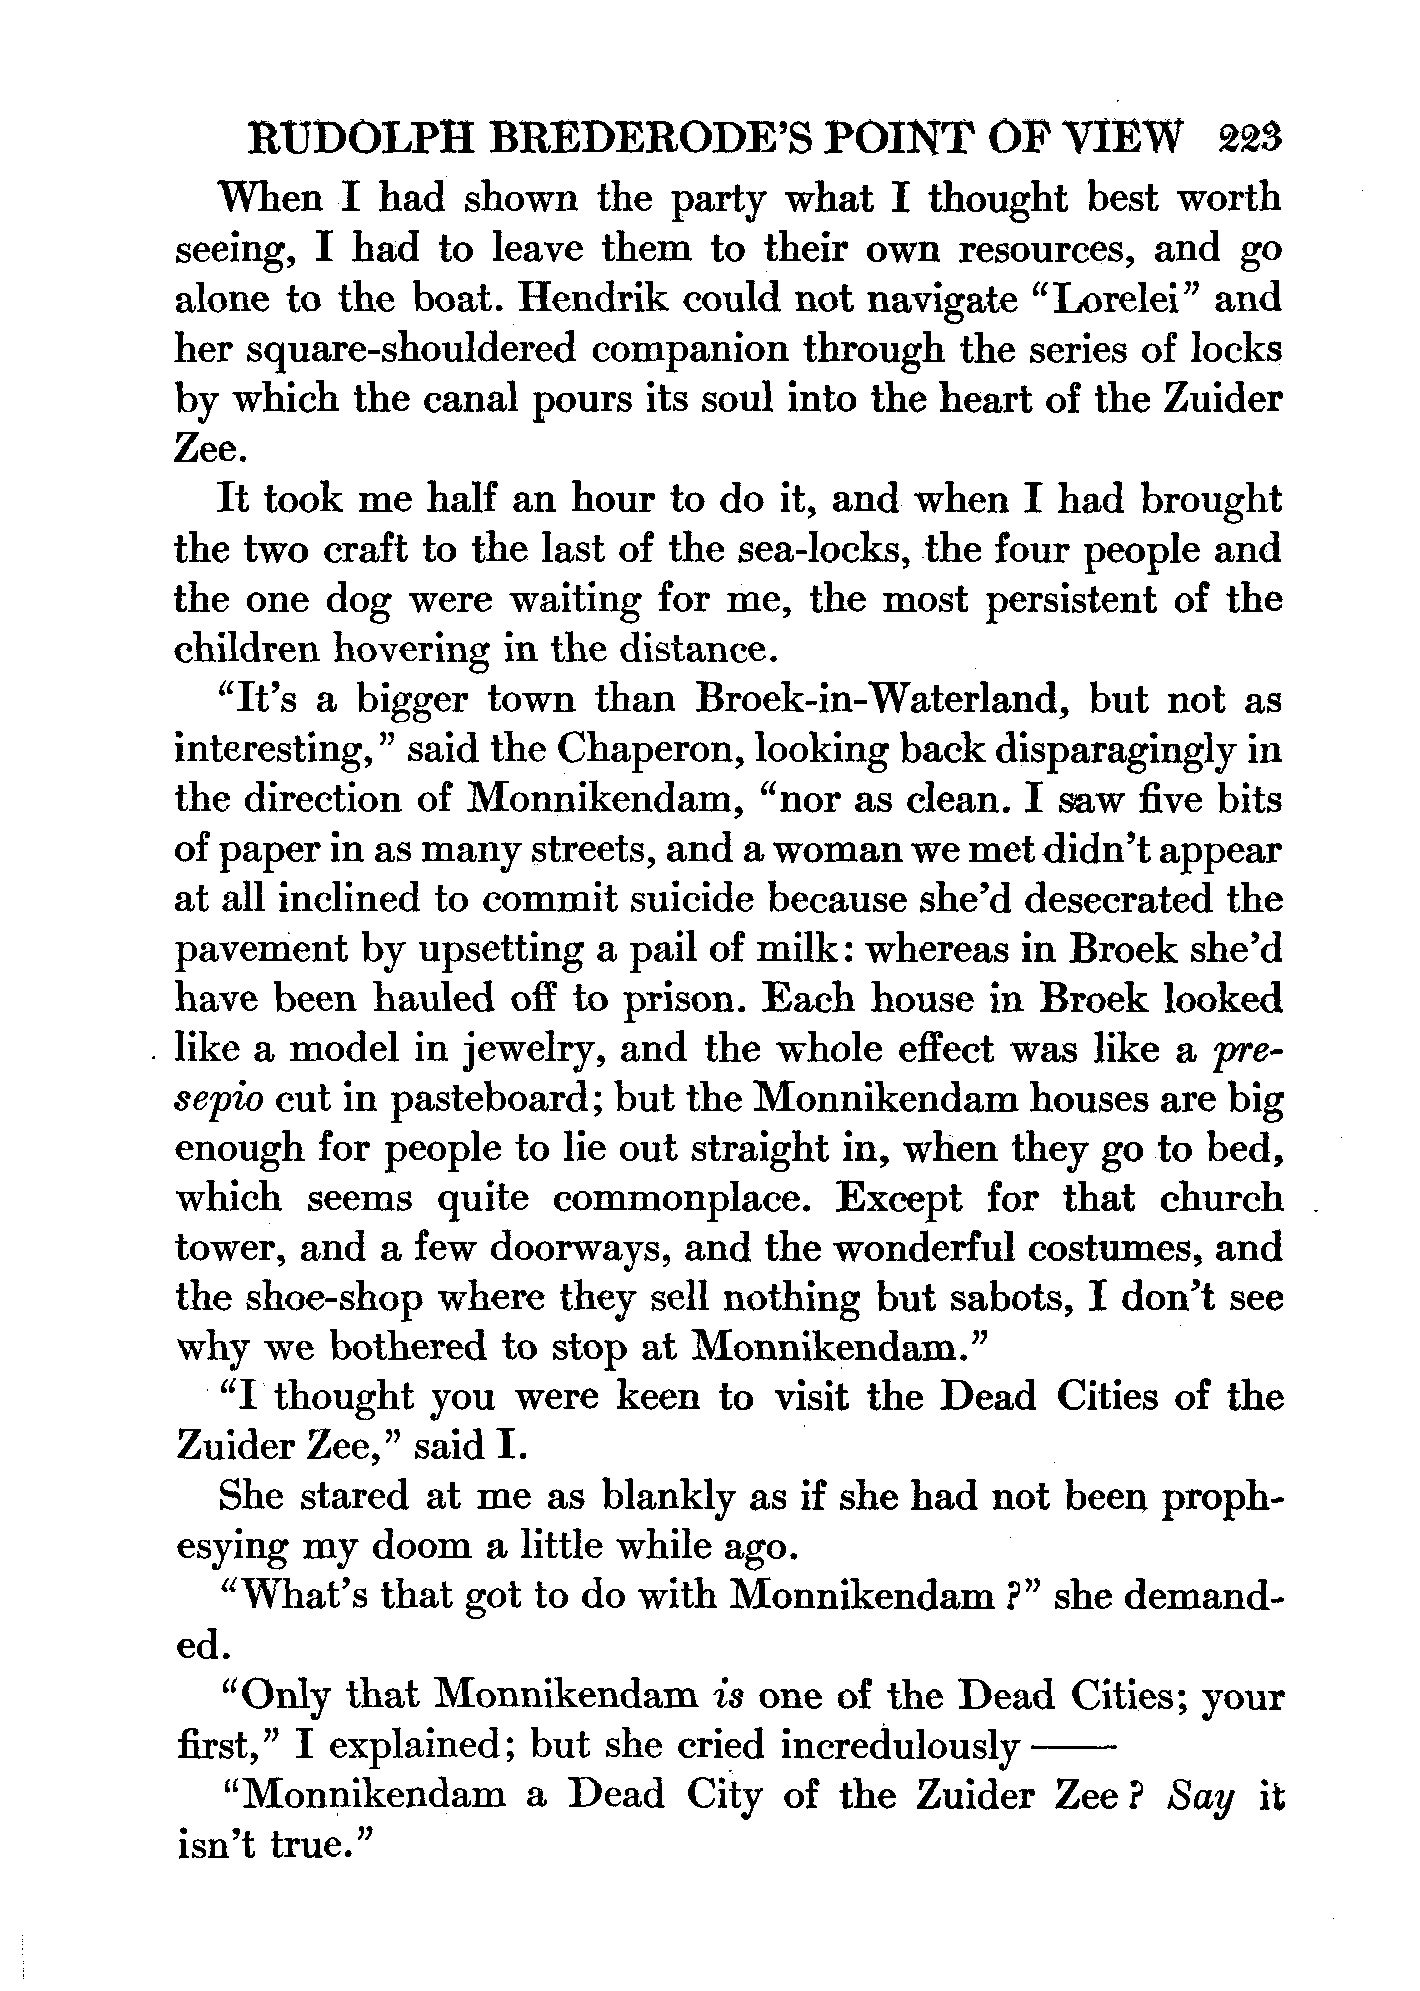 RUDOLPH BREDERODE'S POINT OF VIEW 223
When I had shown the party what I thought best worth
seeing, I had to leave them to their own resources, and go
alone to the boat. Hendrik could not navigate “Lorelei” and
her square-shouldered companion through the series of locks
by which the canal pours its soul into the heart of the Zuider
Zee.
It took me half an hour to do it, and when I had brought
the two craft to the last of the sea-locks, the four people and
the one dog were waiting for me, the most persistent of the
children hovering in the distance.
“It's a bigger town than Broek-in-Waterland, but not as
interesting,” said the Chaperon, looking back disparagingly in
the direction of Monnikendam, “nor as clean. I saw five bits
of paper in as many streets, and a woman we met didn't appear
at all inclined to commit suicide because she'd desecrated the
pavement by upsetting a pail of milk: whereas in Broek she'd
have been hauled off to prison. Each house in Broek looked
like a model in jewelry, and the whole effect was like a pre-
sepio cut in pasteboard; but the Monnikendam houses are big
enough for people to lie out straight in, when they go to bed,
which seems quite commonplace. Except for that church
tower, and a few doorways, and the wonderful costumes, and
the shoe-shop where they sell nothing but sabots, I don't see
why we bothered to stop at Monnikendam.”
“I thought you were keen to visit the Dead Cities of the
Zuider Zee,” said I.
She stared at me as blankly as if she had not been proph-
esying my doom a little while ago.
“What's that got to do with Monnikendam?” she demand-
ed.
“Only that Monnikendam is one of the Dead Cities; your
first,” I explained; but she cried incredulously——
“Monnikendam a Dead City of the Zuider Zee? Say it
isn't true.”